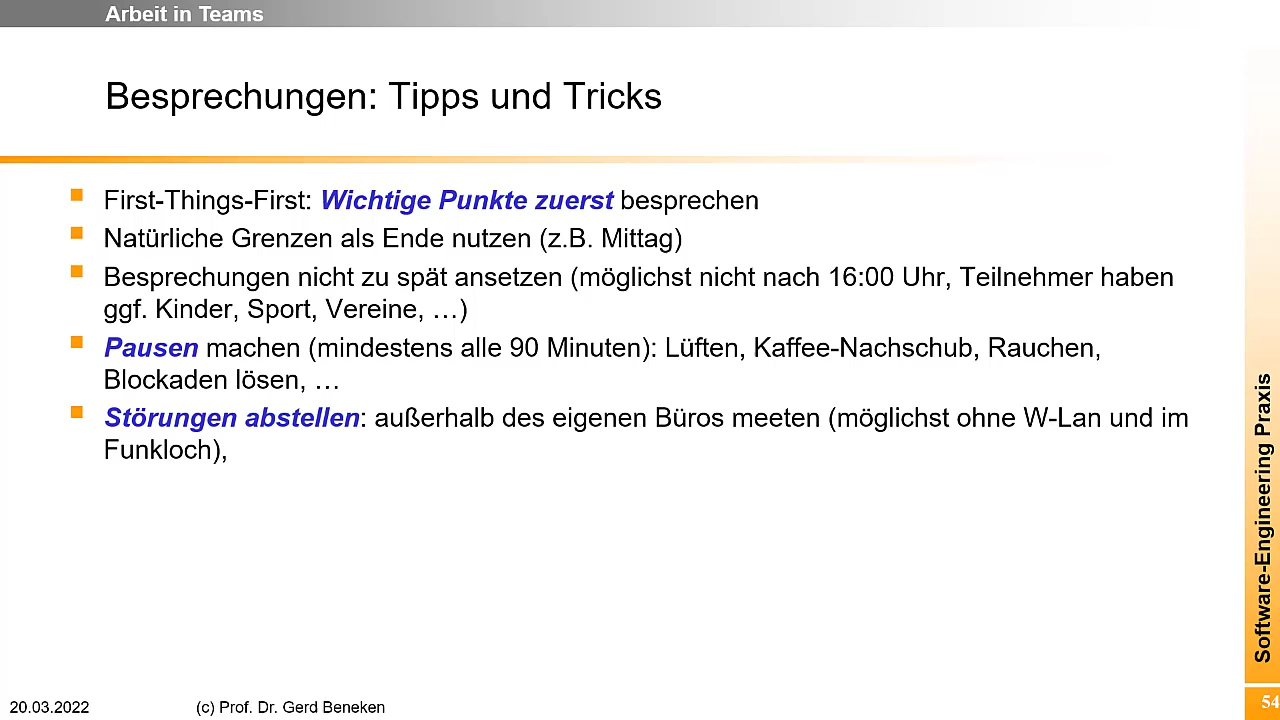 Arbeit in Teams
Besprechungen: Tipps und Tricks
First-Things-First: Wichtige Punkte zuerst besprechen
Natürliche Grenzen als Ende nutzen (z.B. Mittag)
Besprechungen nicht zu spät ansetzen (möglichst nicht nach 16:00 Uhr, Teilnehmer haben
ggf. Kinder, Sport, Vereine, …)
Pausen machen (mindestens alle 90 Minuten): Lüften, Kaffee-Nachschub, Rauchen,
Blockaden lösen, …
Störungen abstellen: außerhalb des eigenen Büros meeten (möglichst ohne W-Lan und im
Funkloch),
Software-Engineering Praxis
20.03.2022
(c) Prof. Dr. Gerd Beneken
54